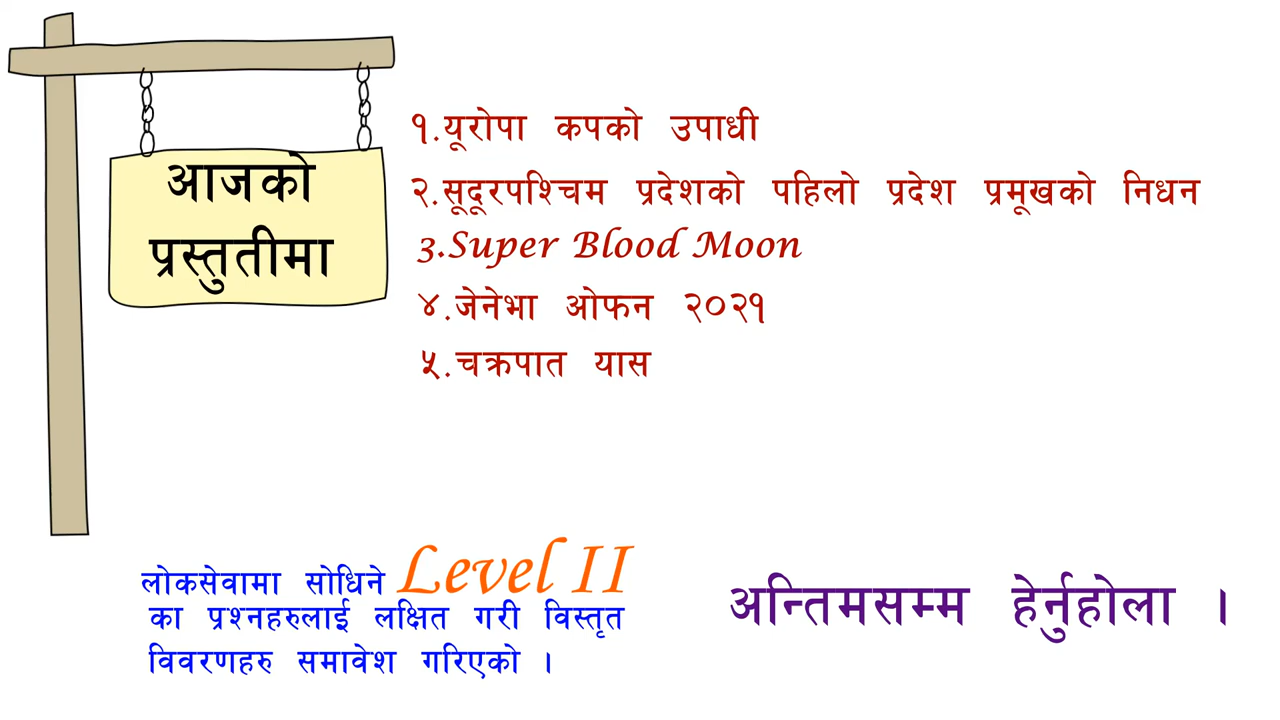 आजको
प्रस्तुतीमा
१.यूरोपा कपको उपाधी
२.सूदूरपश्चिम प्रदेशको पहिलो प्रदेश प्रमूखको निधन
3.Super Blood Moon
४.जेनेभा ओफन २०२१
५.चक्रपात यास
लोकसेवामा सोधिने Level II
का प्रश्नहरुलाई लक्षित गरी विस्तृत
विवरणहरु समावेश गरिएको ।
अन्तिमसम्म हेर्नुहोला ।